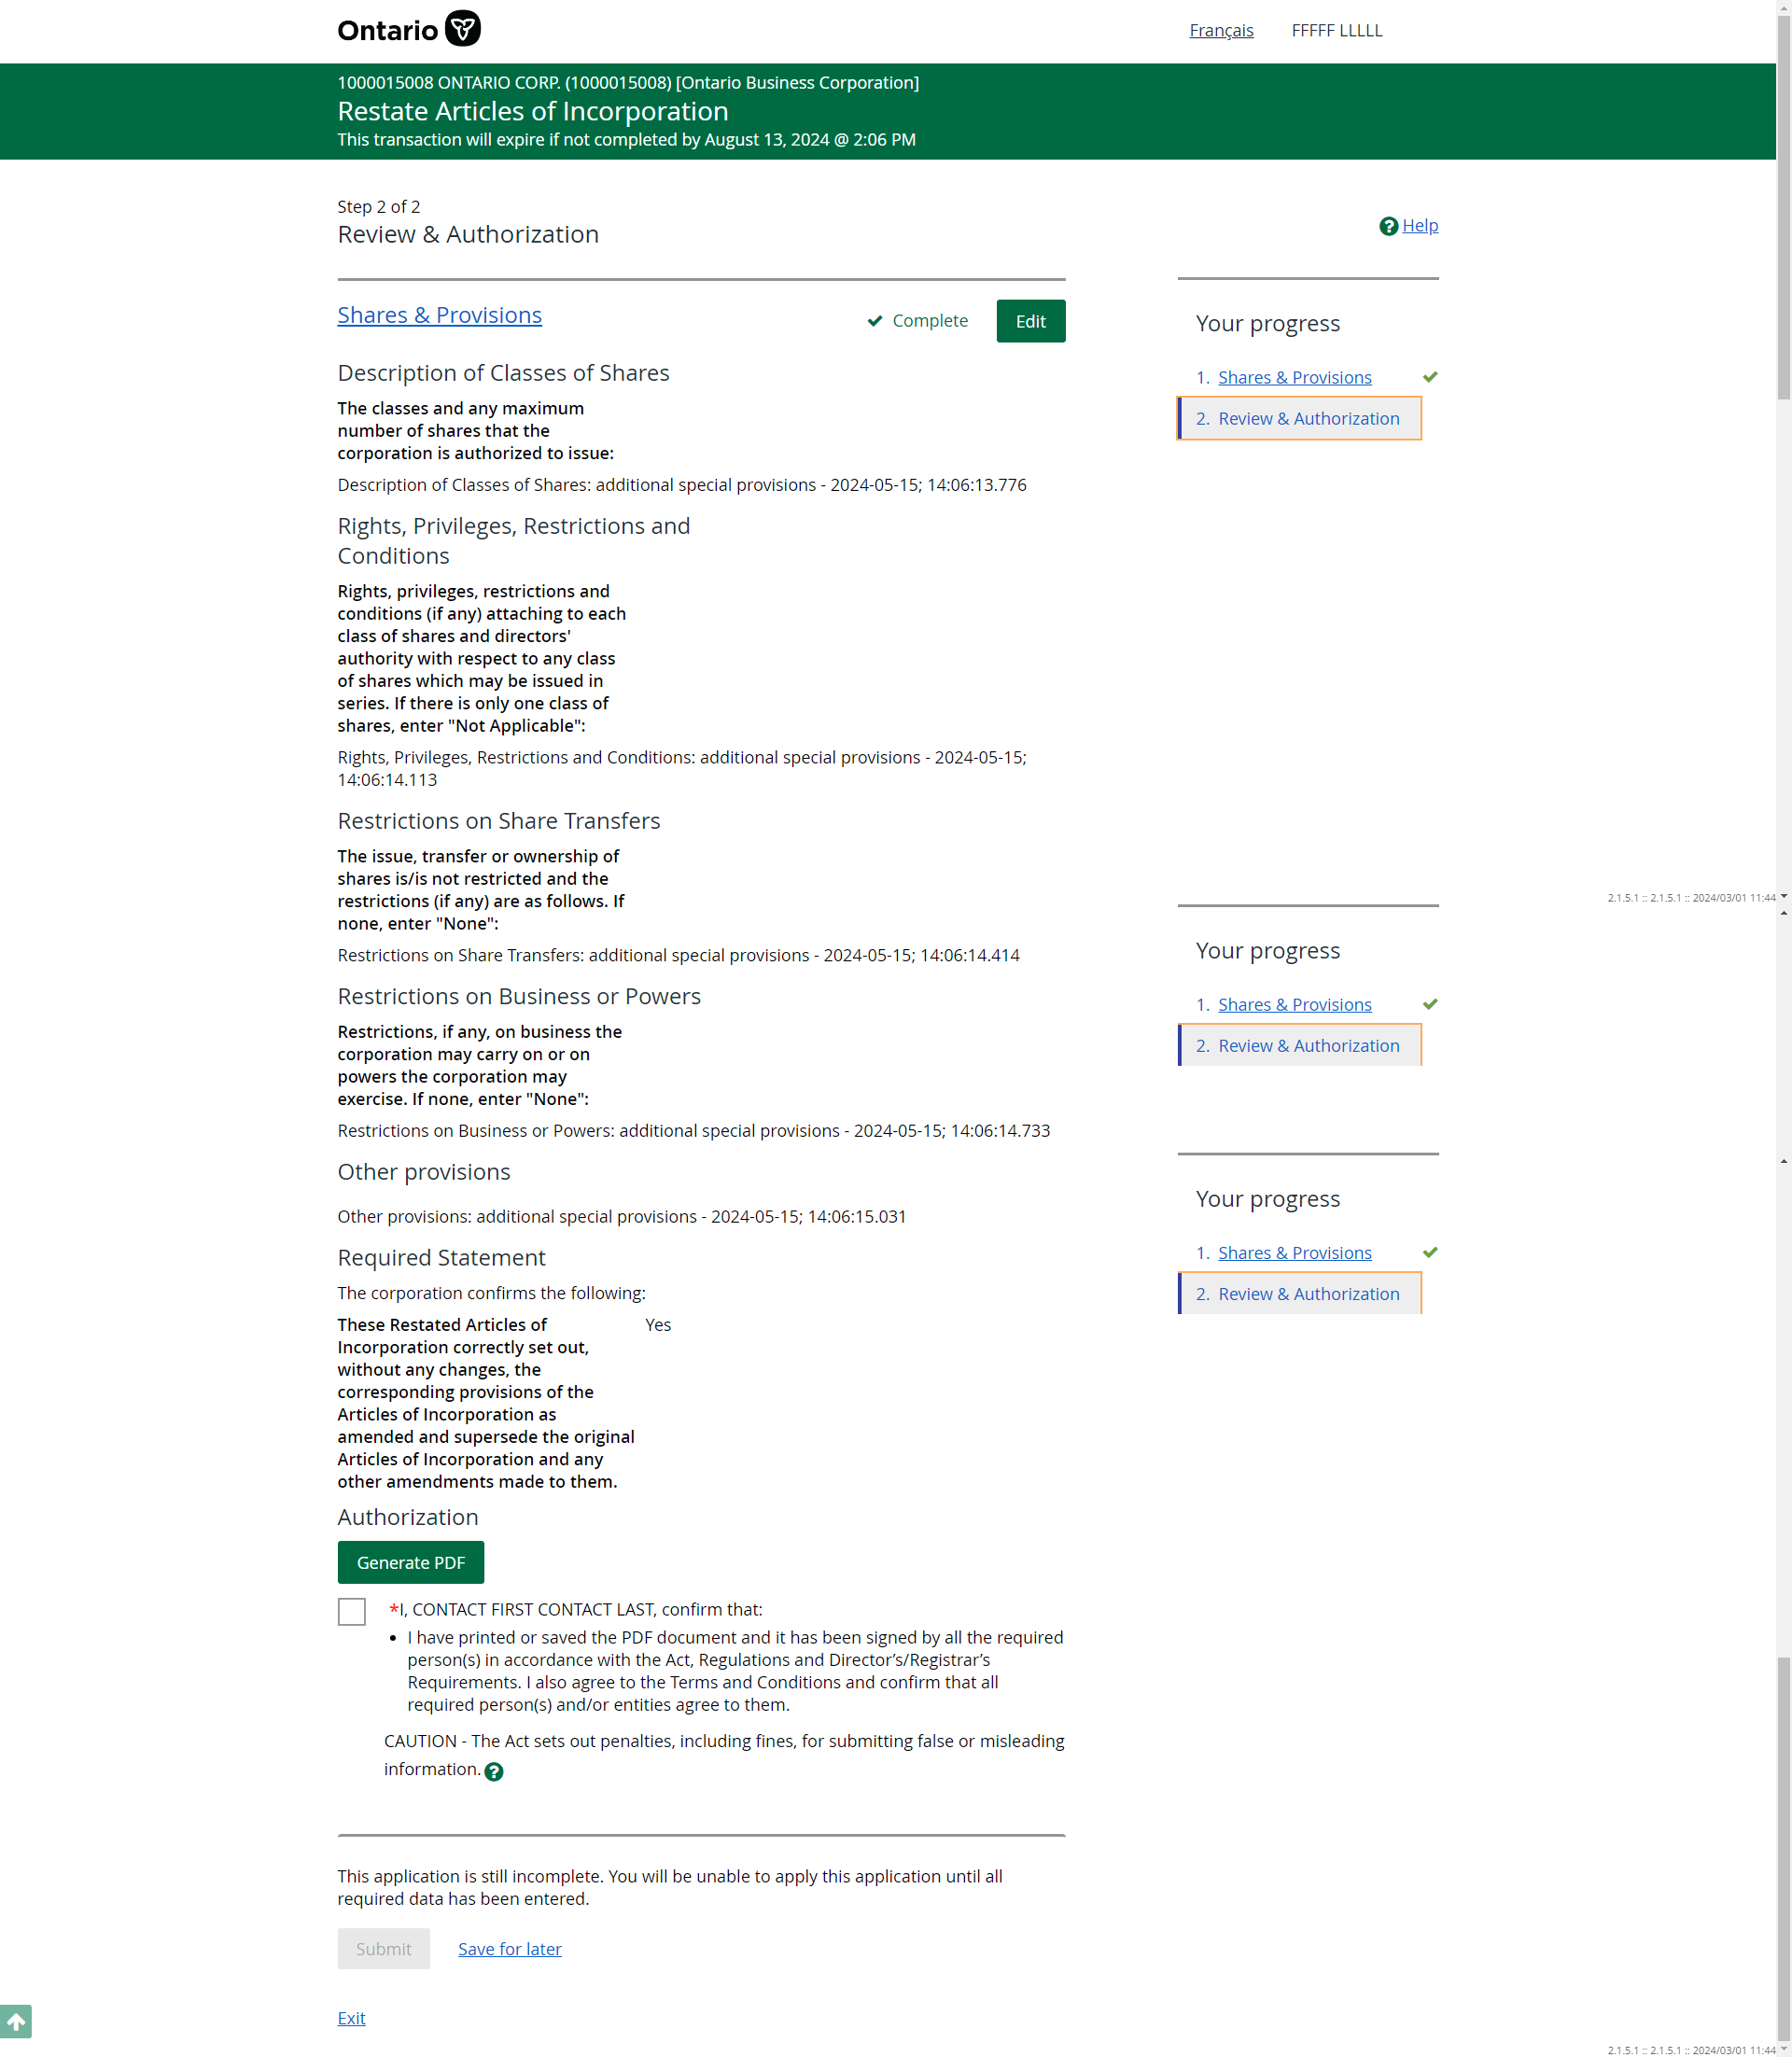 Ontario
Français
FFFFF LLLLL
1000015008 ONTARIO CORP. (1000015008) [Ontario Business Corporation]
Restate Articles of Incorporation
This transaction will expire if not completed by August 13, 2024 @ 2:06 PM
Step 2 of 2
Review & Authorization
Help
Shares & Provisions
Complete
Edit
Your progress
1. Shares & Provisions
2. Review & Authorization
Description of Classes of Shares
The classes and any maximum
number of shares that the
corporation is authorized to issue:
Description of Classes of Shares: additional special provisions - 2024-05-15; 14:06:13.776
Rights, Privileges, Restrictions and
Conditions
Rights, privileges, restrictions and
conditions (if any) attaching to each
class of shares and directors'
authority with respect to any class
of shares which may be issued in
series. If there is only one class of
shares, enter "Not Applicable":
Rights, Privileges, Restrictions and Conditions: additional special provisions - 2024-05-15;
14:06:14.113
Restrictions on Share Transfers
The issue, transfer or ownership of
shares is/is not restricted and the
restrictions (if any) are as follows. If
none, enter "None":
2.1.5.1 :: 2.1.5.1 :: 2024/03/01 11:44
Restrictions on Share Transfers: additional special provisions - 2024-05-15; 14:06:14.414
Your progress
1. Shares & Provisions
2. Review & Authorization
Restrictions on Business or Powers
Restrictions, if any, on business the
corporation may carry on or on
powers the corporation may
exercise. If none, enter "None":
Restrictions on Business or Powers: additional special provisions - 2024-05-15; 14:06:14.733
Other provisions
Other provisions: additional special provisions - 2024-05-15; 14:06:15.031
Your progress
1. Shares & Provisions
2. Review & Authorization
Required Statement
The corporation confirms the following:
These Restated Articles of
Incorporation correctly set out,
without any changes, the
corresponding provisions of the
Articles of Incorporation as
amended and supersede the original
Articles of Incorporation and any
other amendments made to them.
Yes
Authorization
Generate PDF
*I, CONTACT FIRST CONTACT LAST, confirm that:
• I have printed or saved the PDF document and it has been signed by all the required
person(s) in accordance with the Act, Regulations and Director’s/Registrar’s
Requirements. I also agree to the Terms and Conditions and confirm that all
required person(s) and/or entities agree to them.
CAUTION - The Act sets out penalties, including fines, for submitting false or misleading
information.
This application is still incomplete. You will be unable to apply this application until all
required data has been entered.
Submit
Save for later
Exit
2.1.5.1 :: 2.1.5.1 :: 2024/03/01 11:44